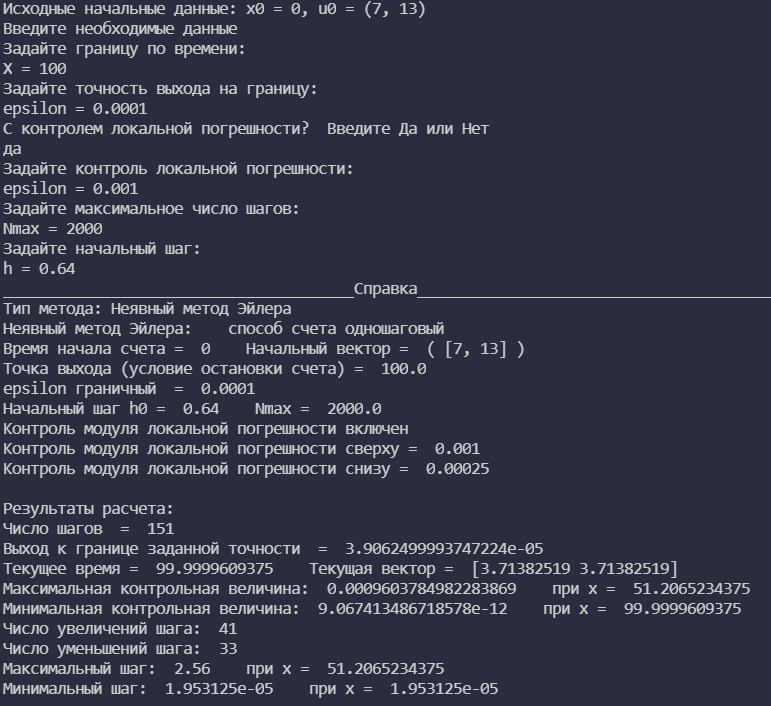 Исходные начальные данные: x0 = 0, u0 = (7, 13)
Введите необходимые данные
Задайте границу по времени:
X = 100
Задайте точность выхода на границу:
epsilon = 0.0001
С контролем локальной погрешности?  Введите Да или Нет
да
Задайте контроль локальной погрешности:
epsilon = 0.001
Задайте максимальное число шагов:
Nmax = 2000
Задайте начальный шаг:
h = 0.64
_______________________________________Справка_______________________________________
Тип метода: Неявный метод Эйлера
Неявный метод Эйлера:    способ счета одношаговый
Время начала счета =  0    Начальный вектор =  ( [7, 13] )
Точка выхода (условие остановки счета) =  100.0
epsilon граничный  =  0.0001
Начальный шаг h0 =  0.64    Nmax =  2000.0
Контроль модуля локальной погрешности включен
Контроль модуля локальной погрешности сверху =  0.001
Контроль модуля локальной погрешности снизу =  0.00025
Результаты расчета:
Число шагов  =  151
Выход к границе заданной точности  =  3.9062499993747224e-05
Текущее время =  99.9999609375    Текущая вектор =  [3.71382519 3.71382519]
Максимальная контрольная величина:  0.0009603784982283869    при x =  51.2065234375
Минимальная контрольная величина:  9.067413486718578e-12    при x =  99.9999609375
Число увеличений шага:  41
Число уменьшений шага:  33
Максимальный шаг:  2.56    при x =  51.2065234375
Минимальный шаг:  1.953125e-05    при x =  1.953125e-05